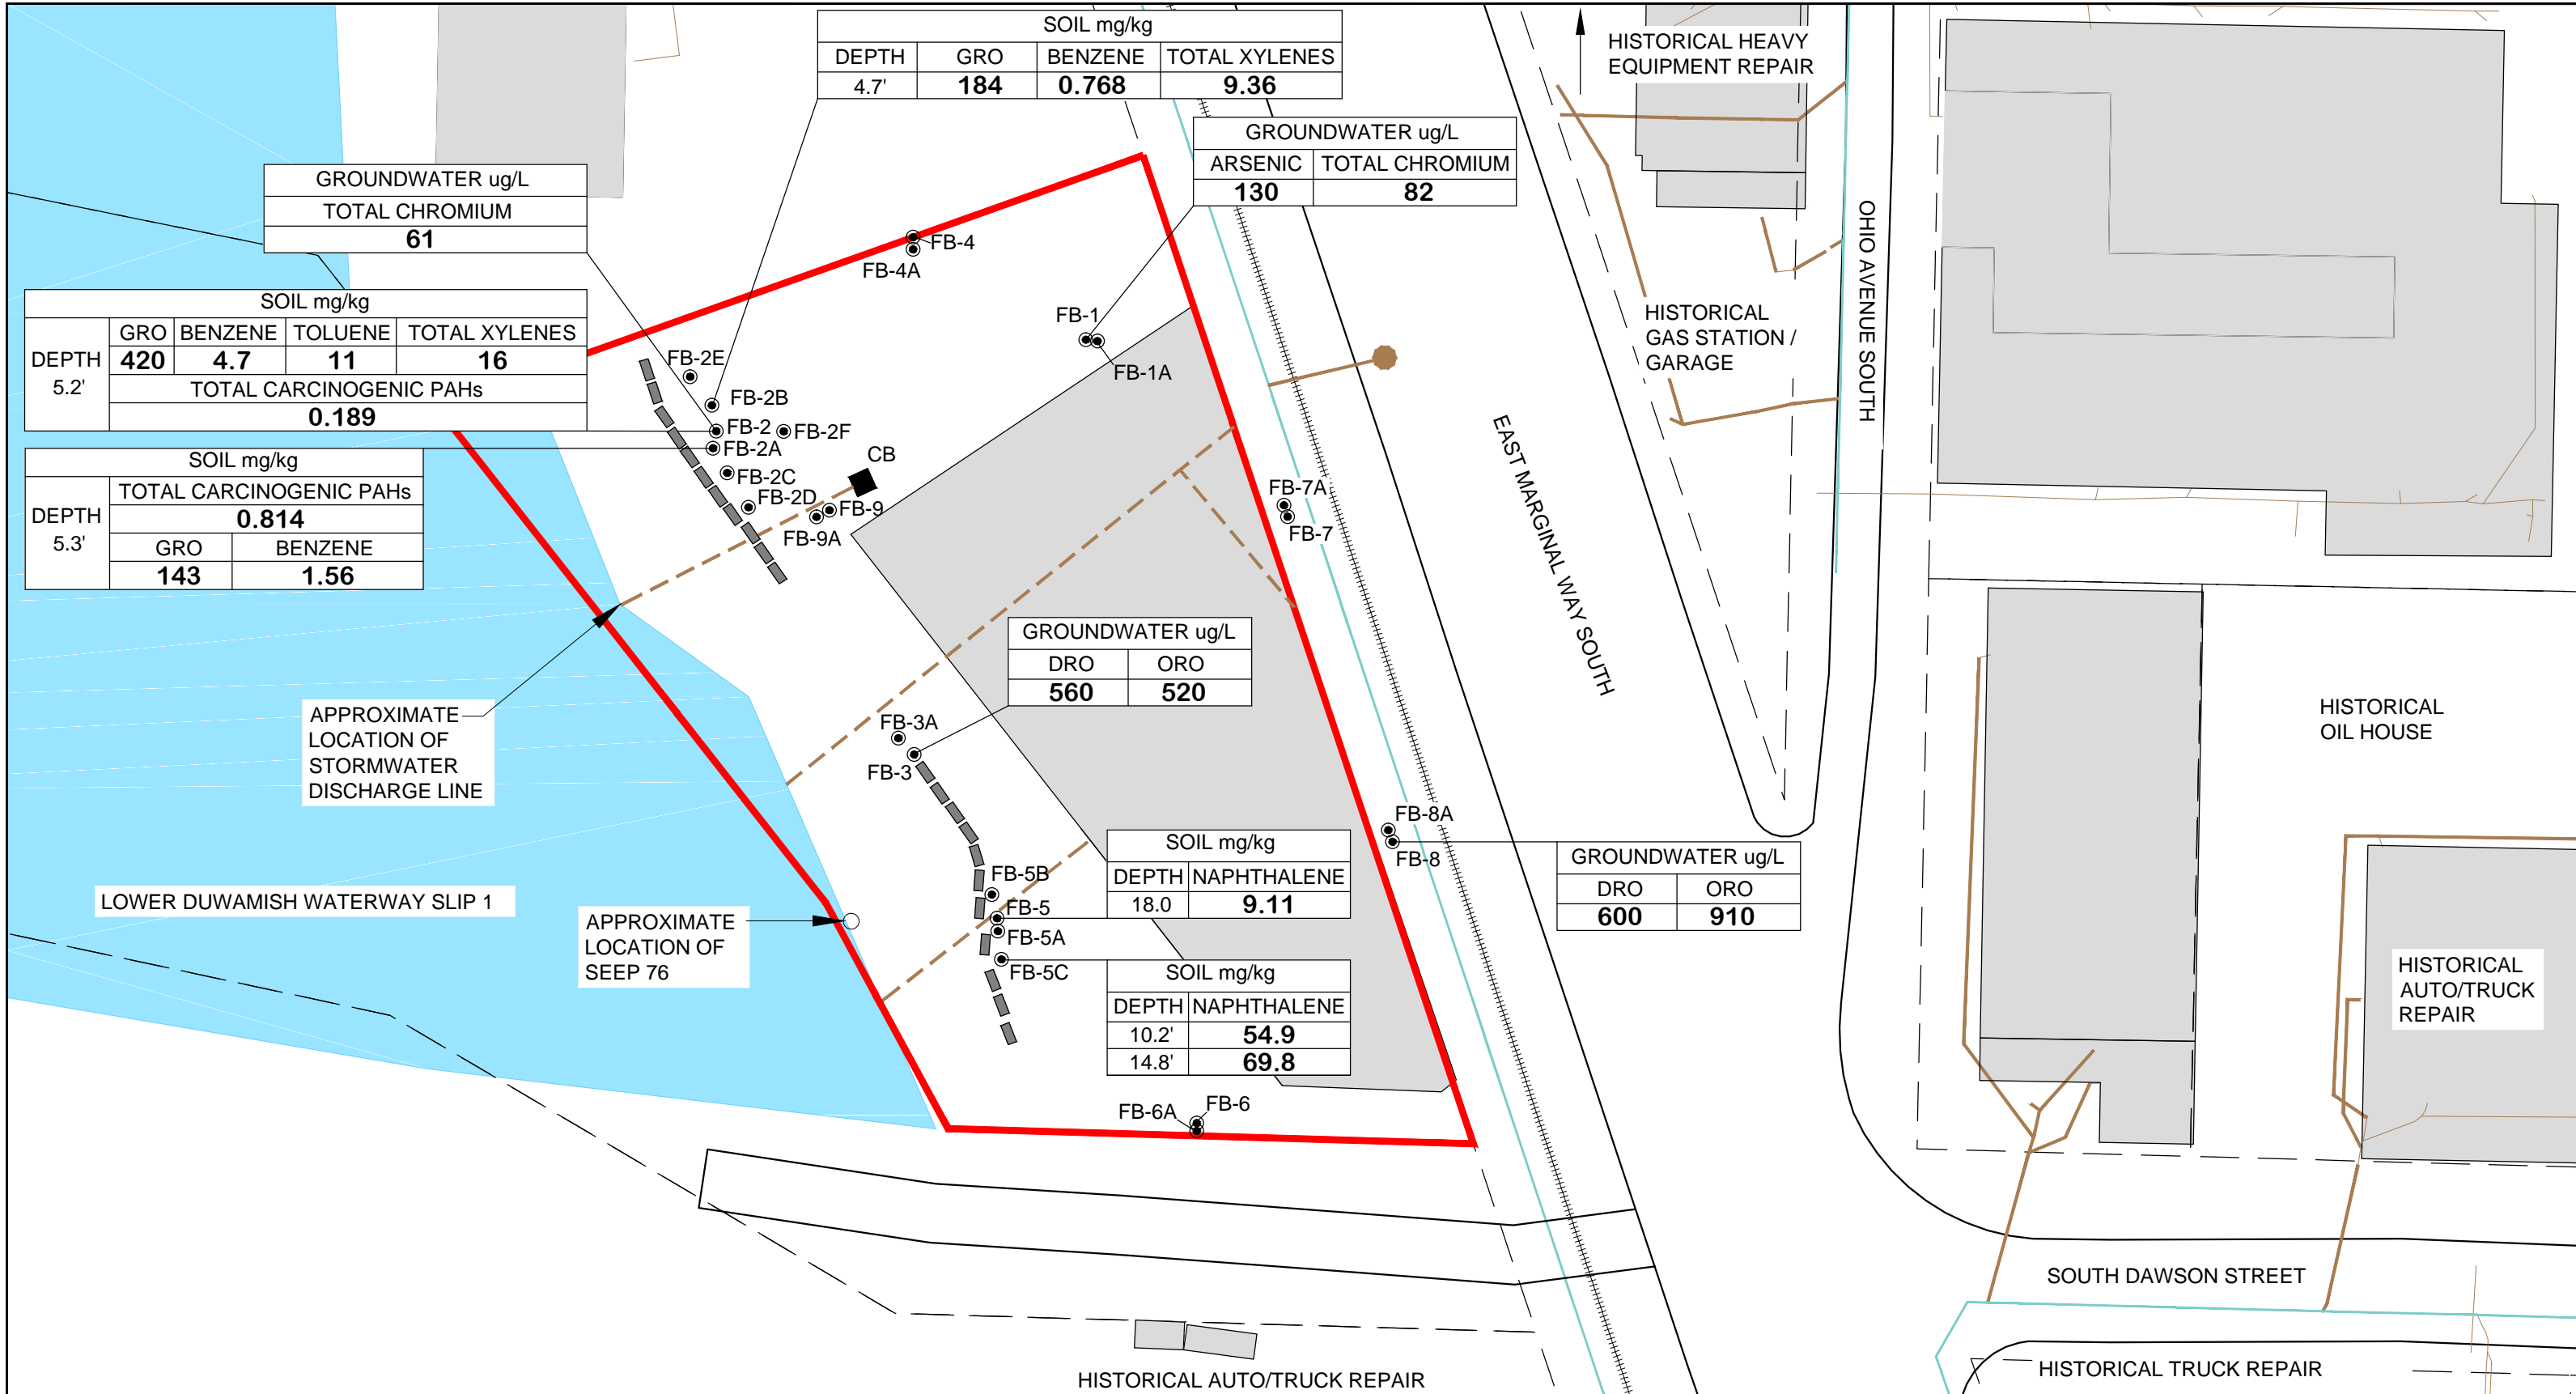 SOIL mg/kg
DEPTH GRO BENZENE TOTAL XYLENES
4.7' 184 0.768 9.36
HISTORICAL HEAVY
EQUIPMENT REPAIR
GROUNDWATER ug/L
ARSENIC TOTAL CHROMIUM
130 82
GROUNDWATER ug/L
TOTAL CHROMIUM
61
OHIO AVENUE SOUTH
FB-4
FB-4A
SOIL mg/kg
GRO BENZENE TOLUENE TOTAL XYLENES
DEPTH
5.2'
420 4.7 11 16
TOTAL CARCINOGENIC PAHs
0.189
FB-1
FB-1A
HISTORICAL
GAS STATION /
GARAGE
FB-2E
FB-2B
FB-2
FB-2F
FB-2A
FB-2C
FB-2D
CB
FB-9
FB-9A
SOIL mg/kg
DEPTH
5.3'
TOTAL CARCINOGENIC PAHs
0.814
GRO BENZENE
143 1.56
FB-7A
FB-7
EAST MARGINAL WAY SOUTH
GROUNDWATER ug/L
DRO ORO
560 520
APPROXIMATE
LOCATION OF
STORMWATER
DISCHARGE LINE
FB-3A
FB-3
HISTORICAL
OIL HOUSE
FB-8A
FB-8
SOIL mg/kg
DEPTH NAPHTHALENE
18.0 9.11
GROUNDWATER ug/L
DRO ORO
600 910
LOWER DUWAMISH WATERWAY SLIP 1
APPROXIMATE
LOCATION OF
SEEP 76
FB-5B
FB-5
FB-5A
FB-5C
SOIL mg/kg
DEPTH NAPHTHALENE
10.2' 54.9
14.8' 69.8
HISTORICAL
AUTO/TRUCK
REPAIR
FB-6A
FB-6
SOUTH DAWSON STREET
HISTORICAL TRUCK REPAIR
HISTORICAL AUTO/TRUCK REPAIR